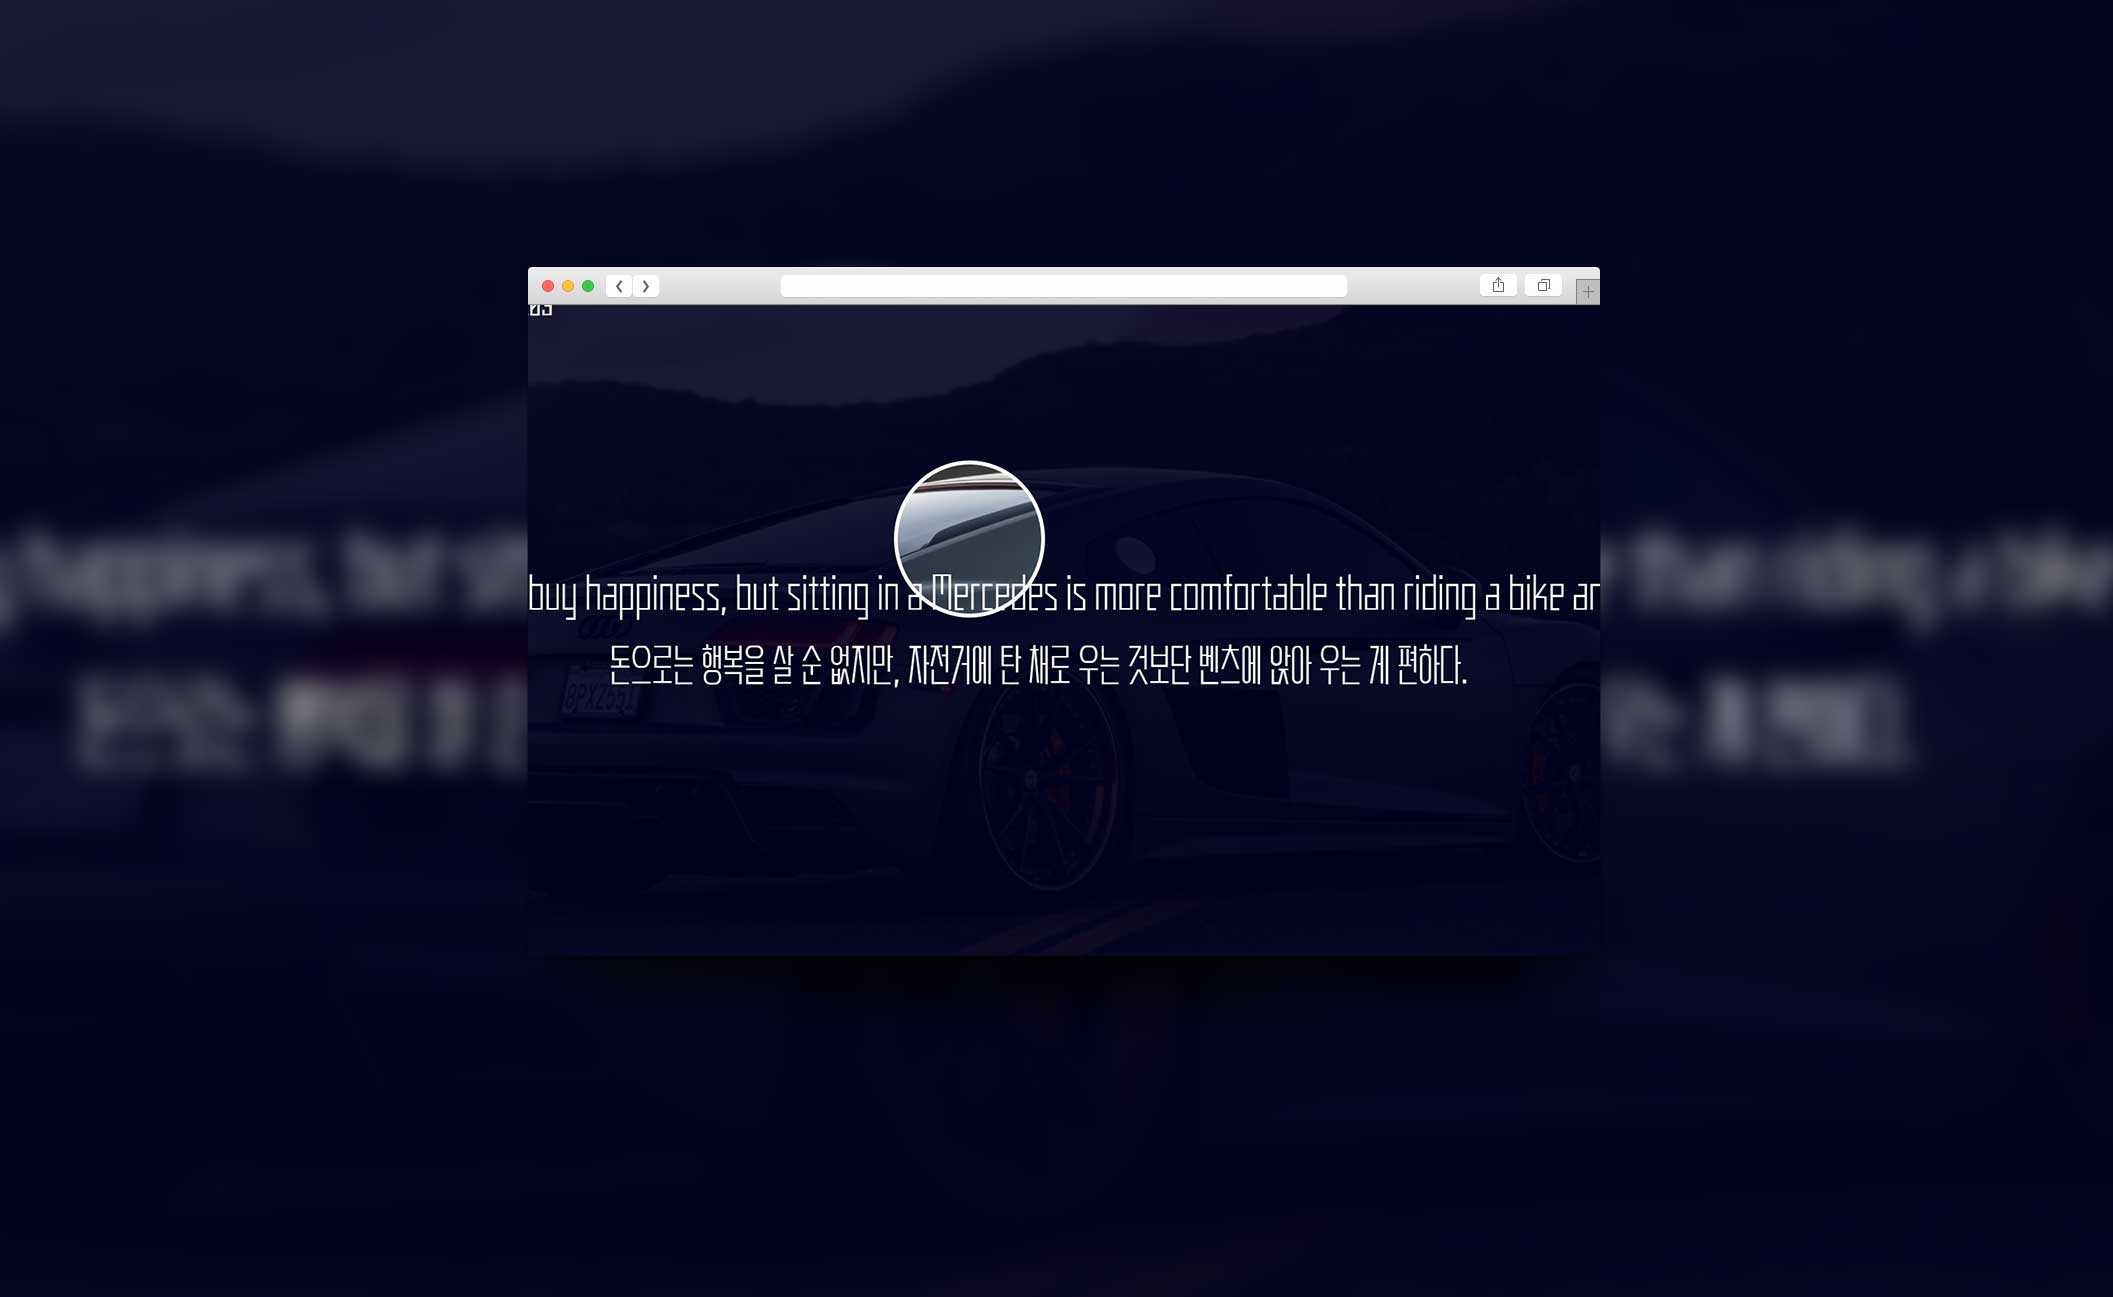 buy happiness, but sitting in a Mercedes is more comfortable than riding a bike
돈으로는 행복을 살 순 없지만, 자전거에 탄 채로 우는 것보단 벤츠에 앉아 우는 게 편하다.
8PXZ551